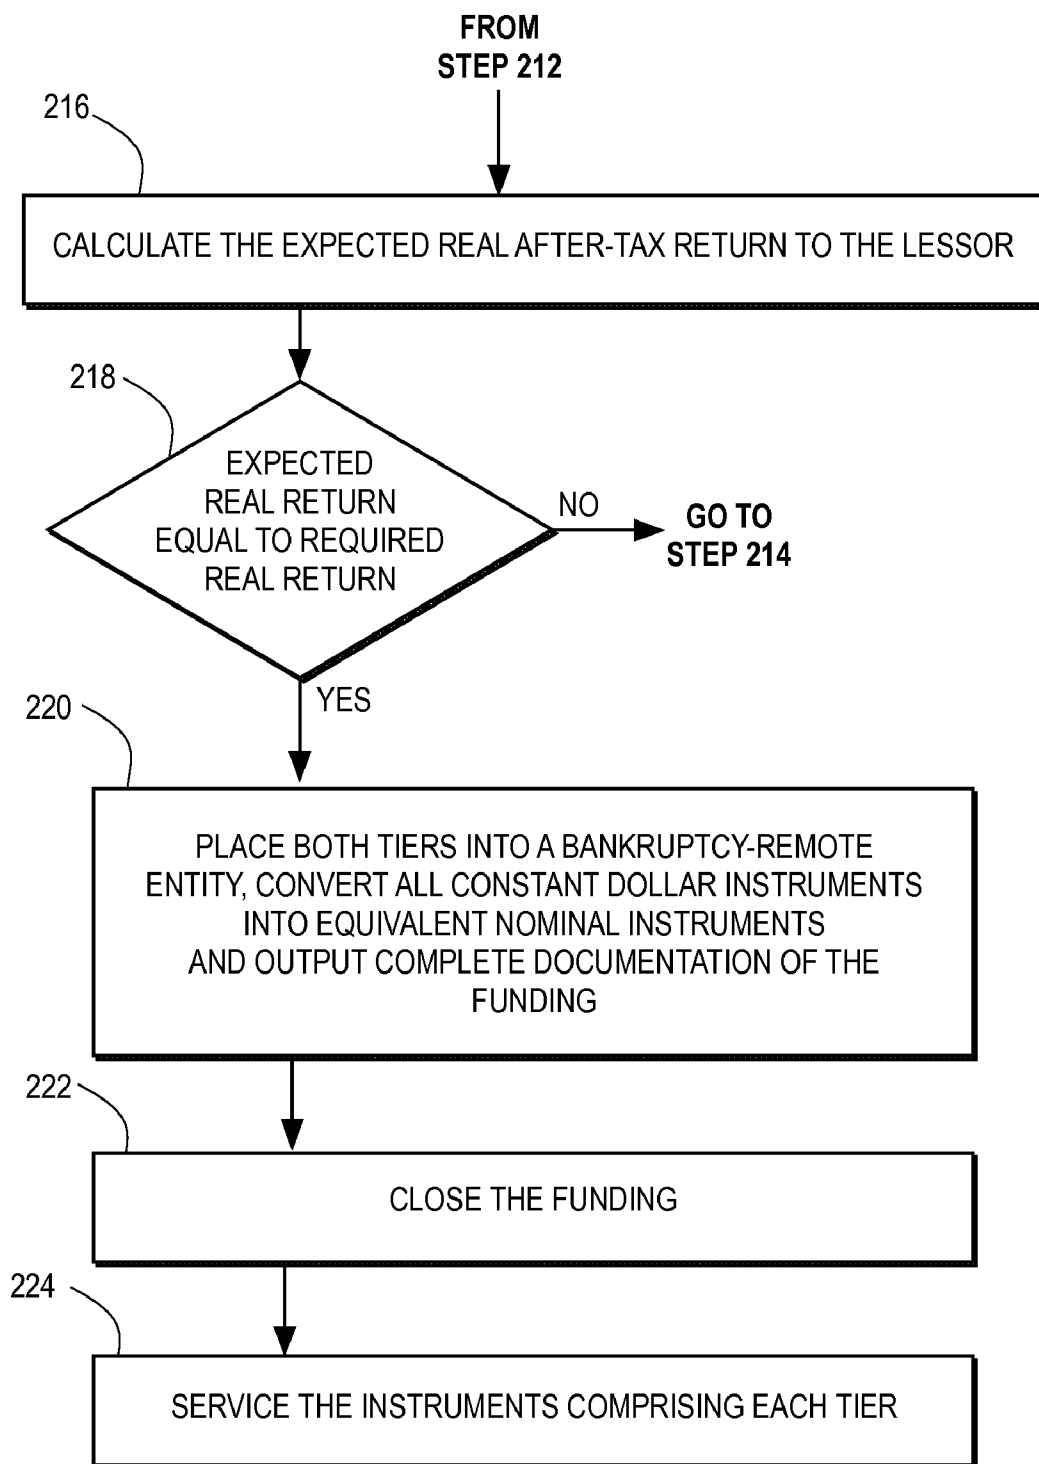 FROM
STEP 212
216
CALCULATE THE EXPECTED REAL AFTER-TAX RETURN TO THE LESSOR
218
EXPECTED
REAL RETURN
EQUAL TO REQUIRED
REAL RETURN
NO
GO TO
STEP 214
YES
220
PLACE BOTH TIERS INTO A BANKRUPTCY-REMOTE
ENTITY, CONVERT ALL CONSTANT DOLLAR INSTRUMENTS
INTO EQUIVALENT NOMINAL INSTRUMENTS
AND OUTPUT COMPLETE DOCUMENTATION OF THE
FUNDING
222
CLOSE THE FUNDING
224
SERVICE THE INSTRUMENTS COMPRISING EACH TIER